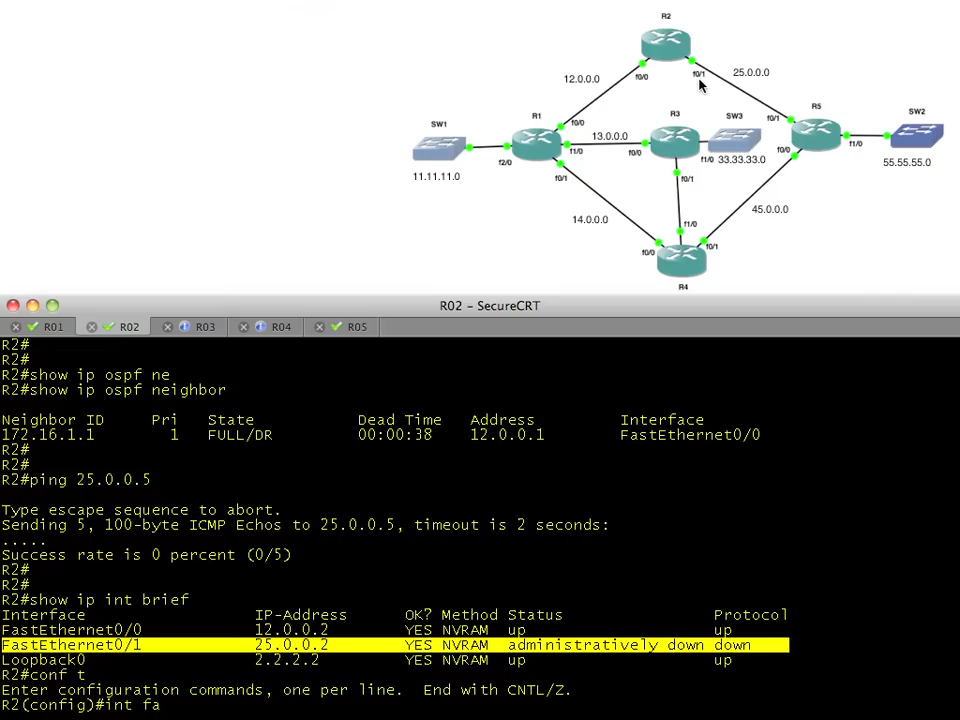 R2
12.0.0.0
f0/0
f0/1
25.0.0.0
SW1
R1
f0/0
13.0.0.0
R3
SW3
f0/1
R5
SW2
f2/0
f1/0
f0/0
f1/0
33.33.33.0
f0/0
f1/0
55.55.55.0
11.11.11.0
f0/1
f0/1
14.0.0.0
f1/0
45.0.0.0
f0/0
f0/1
R4
R02 – SecureCRT
R01 R02 R03 R04 R05
R2#
R2#
R2#show ip ospf ne
R2#show ip ospf neighbor
Neighbor ID Pri State Dead Time Address Interface
172.16.1.1 1 FULL/DR 00:00:38 12.0.0.1 FastEthernet0/0
R2#
R2#
R2#ping 25.0.0.5
Type escape sequence to abort.
Sending 5, 100-byte ICMP Echos to 25.0.0.5, timeout is 2 seconds:
.....
Success rate is 0 percent (0/5)
R2#
R2#
R2#show ip int brief
Interface IP-Address OK? Method Status Protocol
FastEthernet0/0 12.0.0.2 YES NVRAM up up
FastEthernet0/1 25.0.0.2 YES NVRAM administratively down down
Loopback0 2.2.2.2 YES NVRAM up up
R2#conf t
Enter configuration commands, one per line. End with CNTL/Z.
R2(config)#int fa